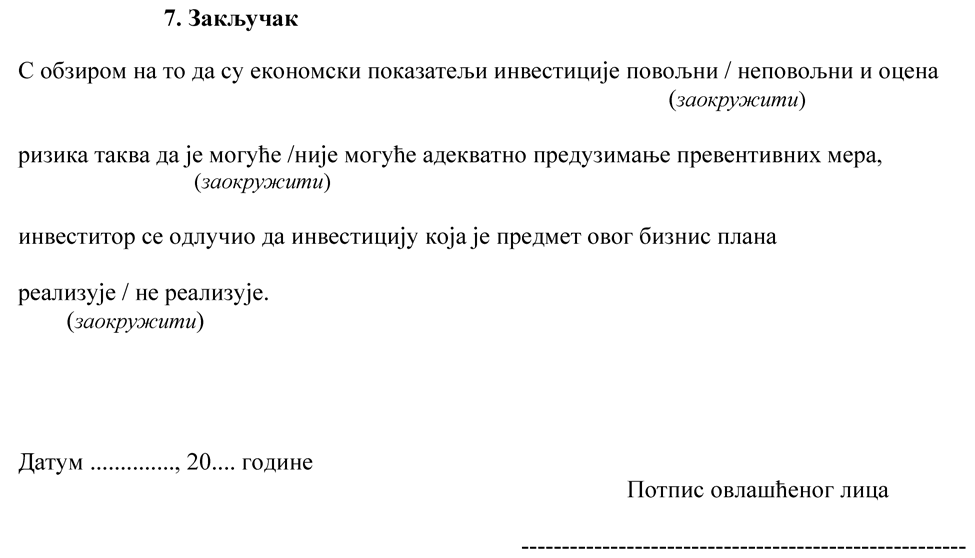 7. Закључак
С обзиром на то да су економски показатељи инвестиције повољни / неповољни и оцена
(заокружити)
ризика таква да је могуће /није могуће адекватно предузимање превентивних мера,
(заокружити)
инвеститор се одлучио да инвестицију која је предмет овог бизнис плана
реализује / не реализује.
(заокружити)
Датум .............., 20.... године
Потпис овлашћеног лица
-------------------------------------------------------